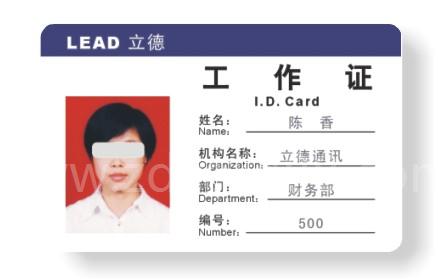 LEAD 立德
工 作 证
I.D. Card
姓名： 陈 香
Name:
机构名称： 立德通讯
Organization:
部门： 财务部
Department:
编号： 500
Number: